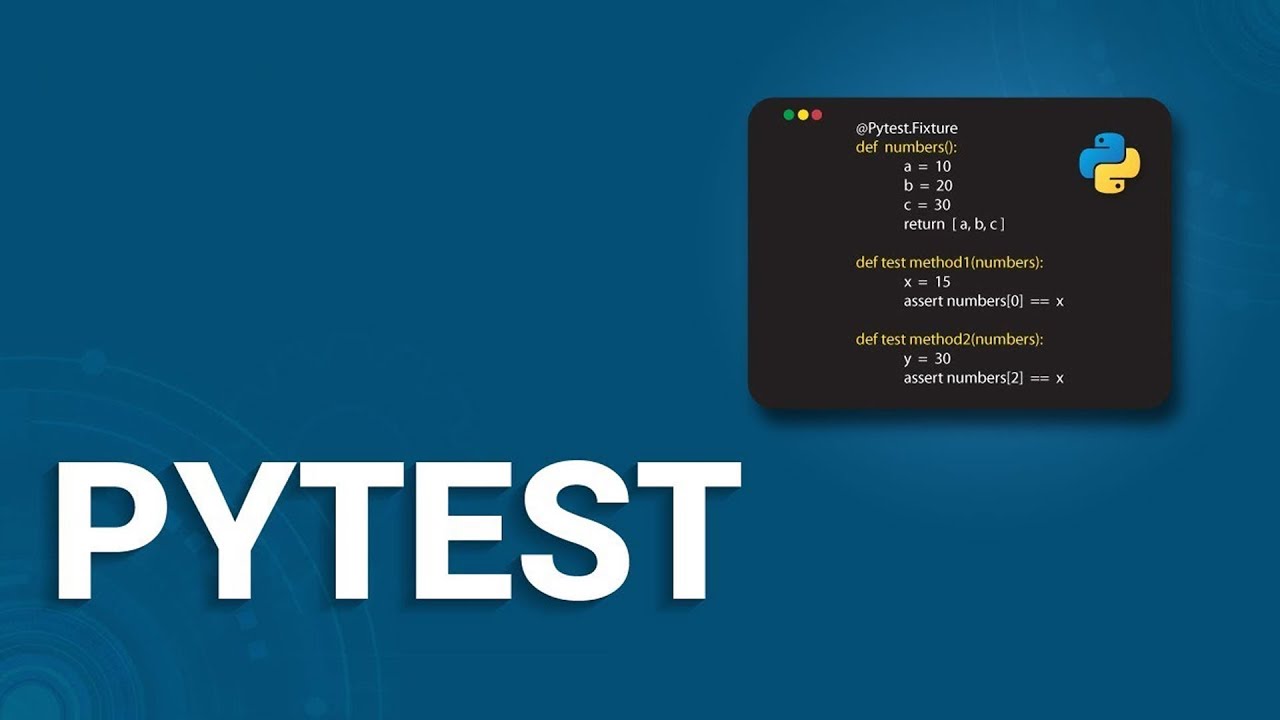 @Pytest.Fixture
def numbers():
a = 10
b = 20
c = 30
return [ a, b, c ]
def test method1(numbers):
x = 15
assert numbers[0] == x
def test method2(numbers):
y = 30
assert numbers[2] == x
PYTEST